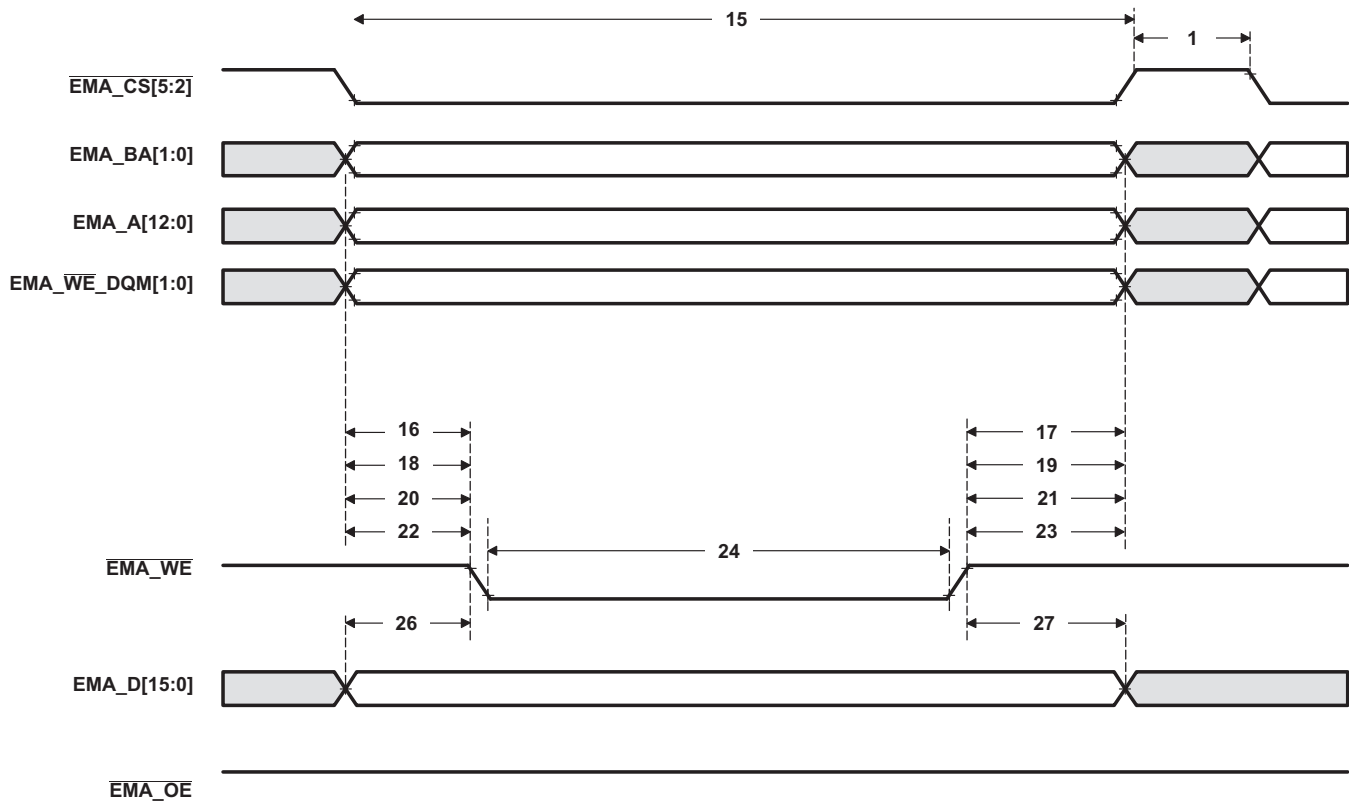 15
1
EMA_CS[5:2]
EMA_BA[1:0]
EMA_A[12:0]
EMA_WE_DQM[1:0]
16 17
18 19
20 21
22 23
24
EMA_WE
26 27
EMA_D[15:0]
EMA_OE